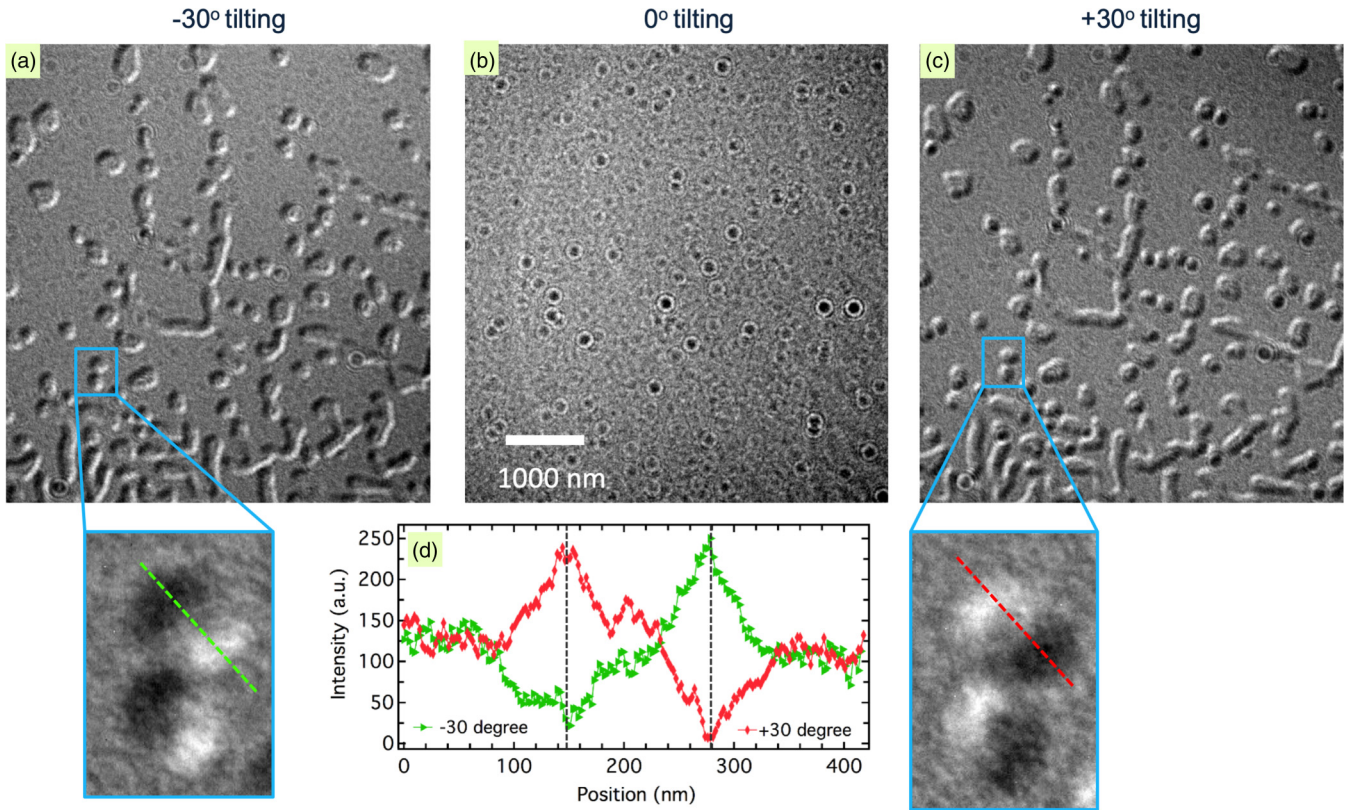 -30° tilting
0° tilting
+30° tilting
(a)
(b)
(c)
1000 nm
(d)
Intensity (a.u.)
250
200
150
100
50
0
-30 degree
+30 degree
0
100
200
300
400
Position (nm)